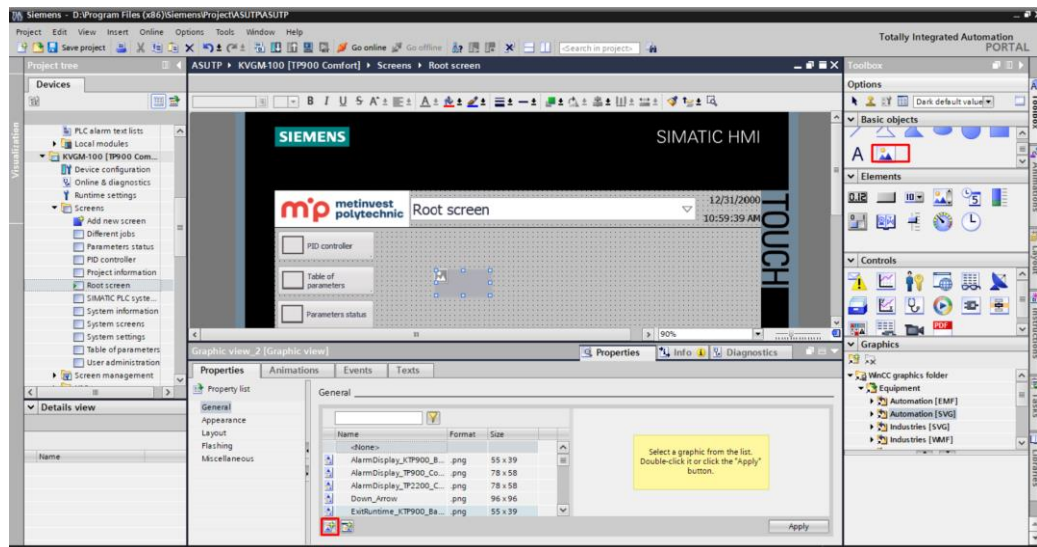 Siemens - D:\Program Files (x86)\Siemens\Project\ASUTP\ASUTP
Project Edit View Insert Online Options Tools Window Help
Totally Integrated Automation
PORTAL
Save project Go online Go offline <Search in project>
Project tree
ASUTP ▸ KVGM-100 [TP900 Comfort] ▸ Screens ▸ Root screen
Toolbox
Devices
Options
Dark default value
Basic objects
PLC alarm text lists
Local modules
KVGM-100 [TP900 Com...
Device configuration
Online & diagnostics
Runtime settings
Screens
Add new screen
Different jobs
Parameters status
PID controller
Project information
Root screen
SIMATIC PLC syste...
System information
System screens
System settings
Table of parameters
User administration
Screen management
Details view
Name
Visualization
SIEMENS
SIMATIC HMI
TOUCH
mip metinvest
polytechnic
Root screen
12/31/2000
10:59:39 AM
PID controller
Table of
parameters
Parameters status
90%
Graphic view_2 [Graphic view]
Properties Info Diagnostics
Properties Animations Events Texts
Property list
General
Appearance
Layout
Flashing
Miscellaneous
General
Name Format Size
<None>
AlarmDisplay_KTP900_B... .png 55 x 39
AlarmDisplay_TP900_Co... .png 78 x 58
AlarmDisplay_TP2200_C... .png 78 x 58
Down_Arrow .png 96 x 96
ExitRuntime_KTP900_Ba... .png 55 x 39
Select a graphic from the list.
Double-click it or click the "Apply"
button.
Apply
Elements
Controls
PDF
Graphics
WinCC graphics folder
Equipment
Automation [EMF]
Automation [SVG]
Industries [SVG]
Industries [WMF]
Toolbox
Animations
Layout
Instructions
Tasks
Libraries